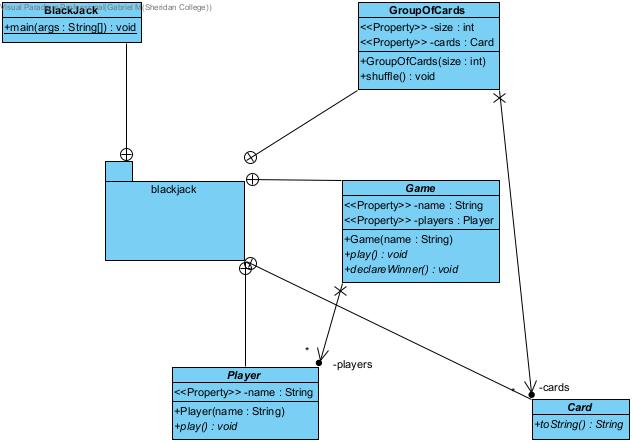 Visual Paradigm Professional(Gabriel M(Sheridan College))
BlackJack
+main(args : String[]) : void
GroupOfCards
<<Property>> -size : int
<<Property>> -cards : Card
+GroupOfCards(size : int)
+shuffle() : void
blackjack
Game
<<Property>> -name : String
<<Property>> -players : Player
+Game(name : String)
+play() : void
+declareWinner() : void
*
-players
Player
<<Property>> -name : String
+Player(name : String)
+play() : void
*
-cards
Card
+toString() : String